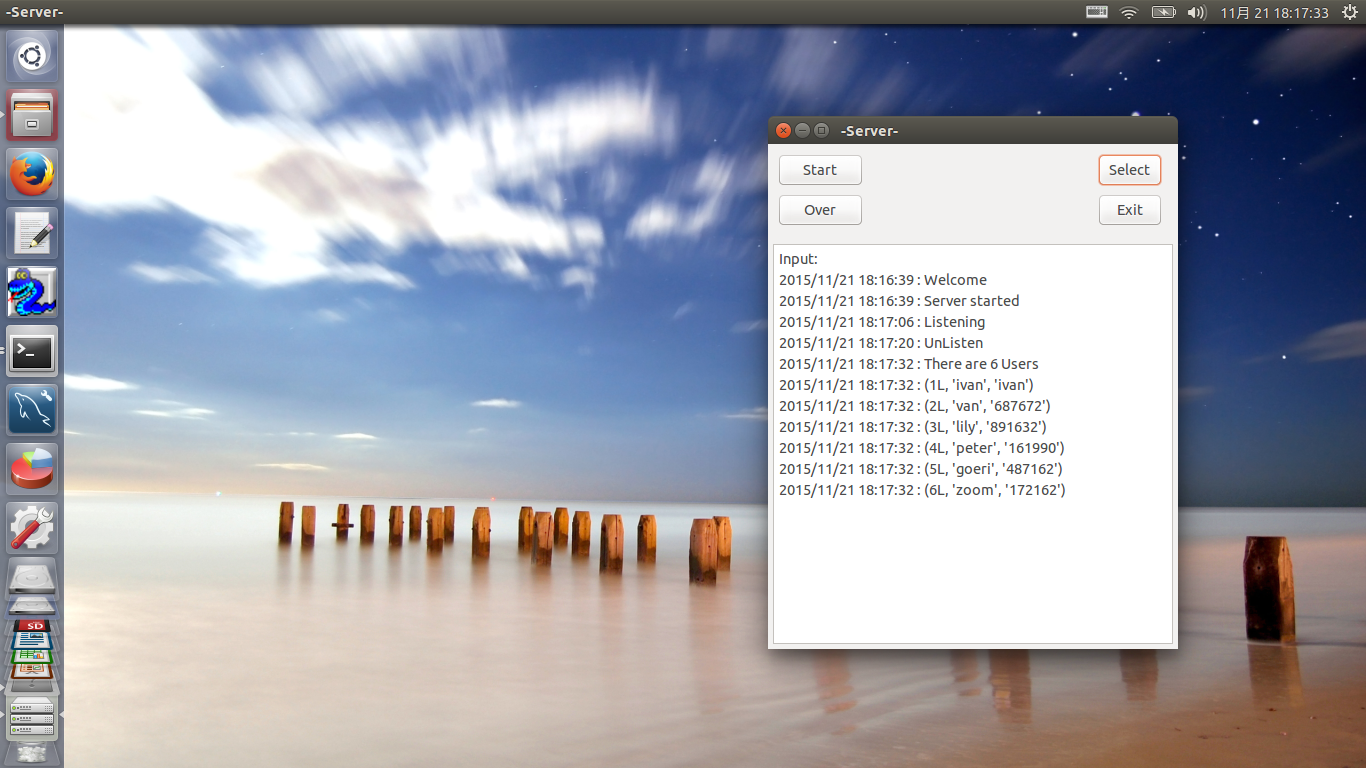 -Server-
11月 21 18:17:33
-Server-
Start
Select
Over
Exit
Input:
2015/11/21 18:16:39 : Welcome
2015/11/21 18:16:39 : Server started
2015/11/21 18:17:06 : Listening
2015/11/21 18:17:20 : UnListen
2015/11/21 18:17:32 : There are 6 Users
2015/11/21 18:17:32 : (1L, 'ivan', 'ivan')
2015/11/21 18:17:32 : (2L, 'van', '687672')
2015/11/21 18:17:32 : (3L, 'lily', '891632')
2015/11/21 18:17:32 : (4L, 'peter', '161990')
2015/11/21 18:17:32 : (5L, 'goeri', '487162')
2015/11/21 18:17:32 : (6L, 'zoom', '172162')
>_
SD